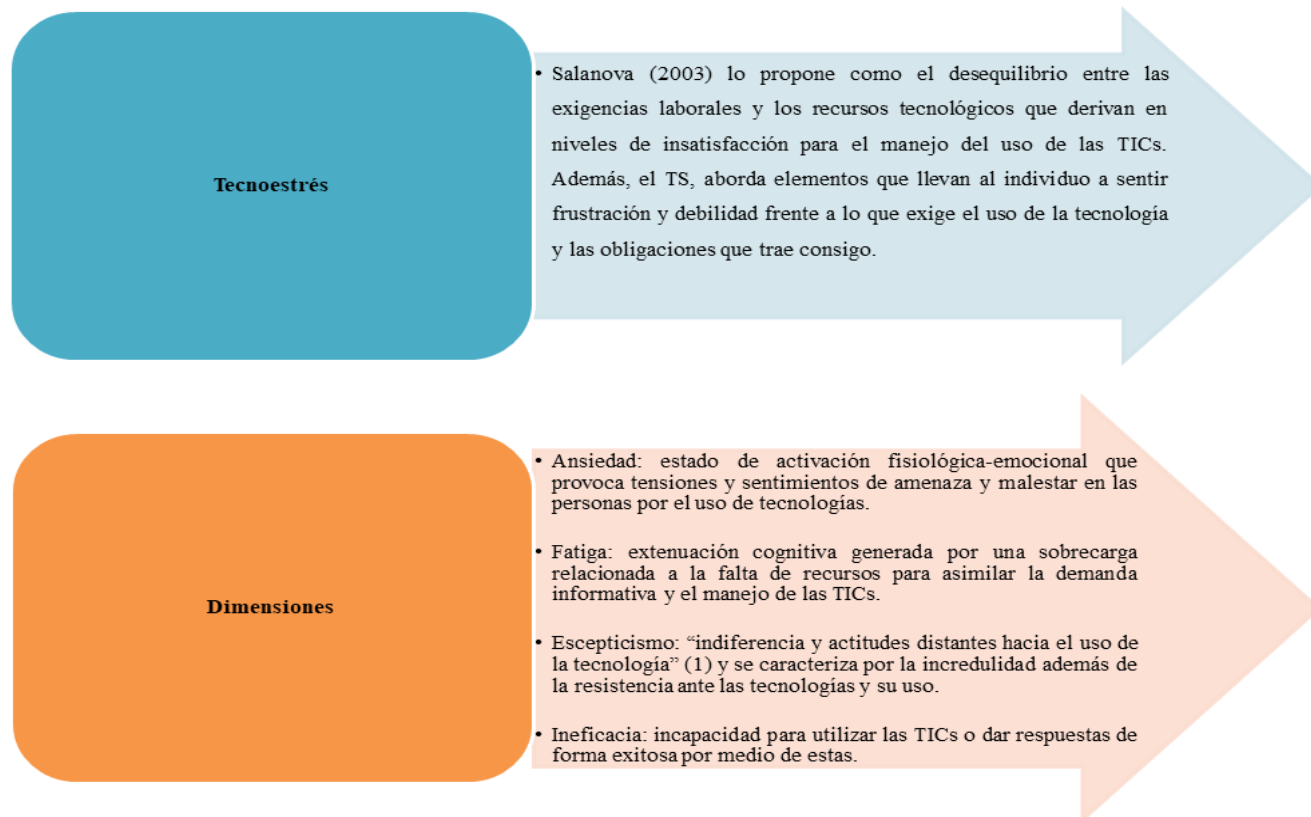 Tecnoestrés
• Salanova (2003) lo propone como el desequilibrio entre las
exigencias laborales y los recursos tecnológicos que derivan en
niveles de insatisfacción para el manejo del uso de las TICs.
Además, el TS, aborda elementos que llevan al individuo a sentir
frustración y debilidad frente a lo que exige el uso de la tecnología
y las obligaciones que trae consigo.
Dimensiones
• Ansiedad: estado de activación fisiológica-emocional que
provoca tensiones y sentimientos de amenaza y malestar en las
personas por el uso de tecnologías.
• Fatiga: extenuación cognitiva generada por una sobrecarga
relacionada a la falta de recursos para asimilar la demanda
informativa y el manejo de las TICs.
• Escepticismo: “indiferencia y actitudes distantes hacia el uso de
la tecnología” (1) y se caracteriza por la incredulidad además de
la resistencia ante las tecnologías y su uso.
• Ineficacia: incapacidad para utilizar las TICs o dar respuestas de
forma exitosa por medio de estas.